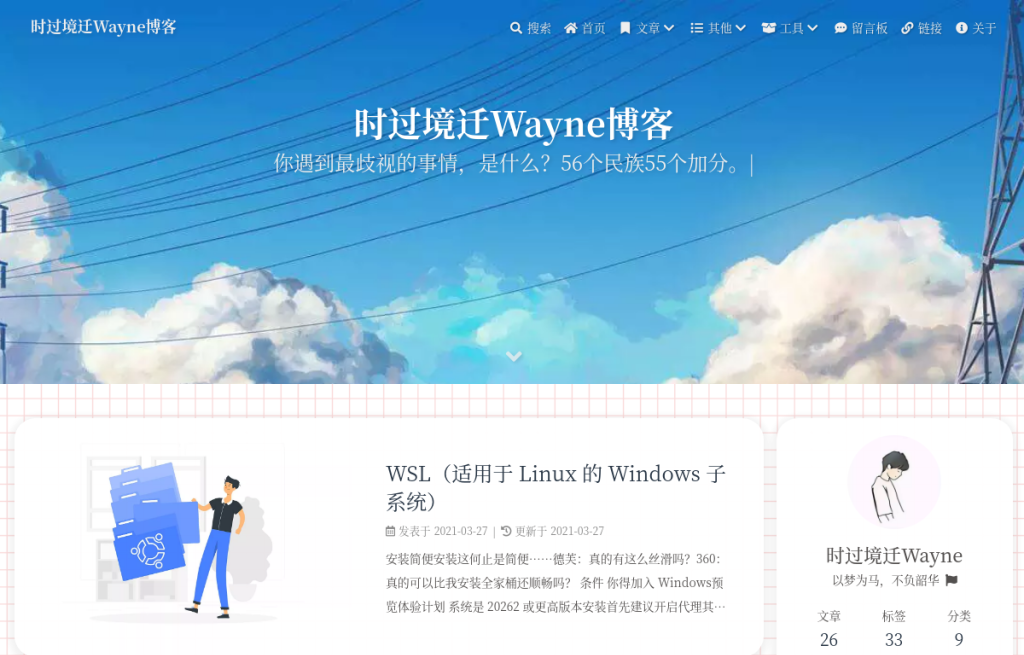 时过境迁Wayne博客
搜索 首页 文章 其他 工具 留言板 链接 关于
时过境迁Wayne博客
你遇到最歧视的事情，是什么？56个民族55个加分。|
WSL（适用于 Linux 的 Windows 子
系统）
发表于 2021-03-27 | 更新于 2021-03-27
安装简便安装这何止是简便……德芙：真的有这么丝滑吗？360：
真的可以比我安装全家桶还顺畅吗？ 条件 你得加入 Windows预
览体验计划 系统是 20262 或更高版本安装首先建议开启代理其…
时过境迁Wayne
以梦为马，不负韶华
文章 标签 分类
26 33 9